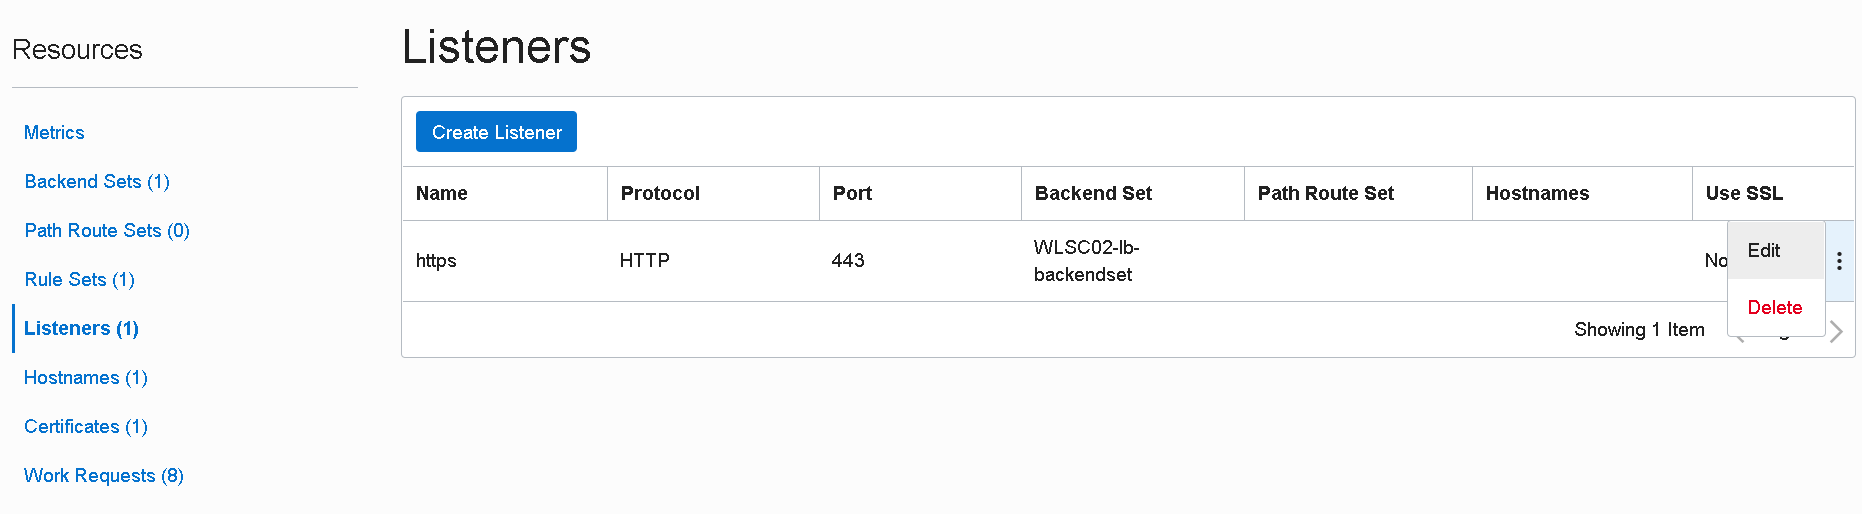 Resources
Metrics
Backend Sets (1)
Path Route Sets (0)
Rule Sets (1)
Listeners (1)
Hostnames (1)
Certificates (1)
Work Requests (8)
Listeners
Create Listener
Name Protocol Port Backend Set Path Route Set Hostnames Use SSL
https HTTP 443 WLSC02-lb-
backendset
No
Edit
Delete
Showing 1 Item